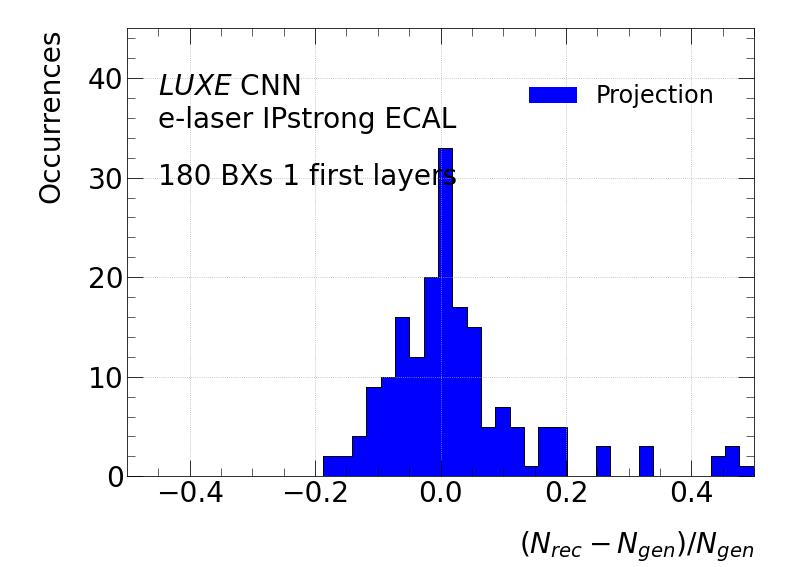 Occurrences
LUXE CNN
e-laser IPstrong ECAL
180 BXs 1 first layers
Projection
40
30
20
10
0
−0.4 −0.2 0.0 0.2 0.4
(N_rec − N_gen)/N_gen